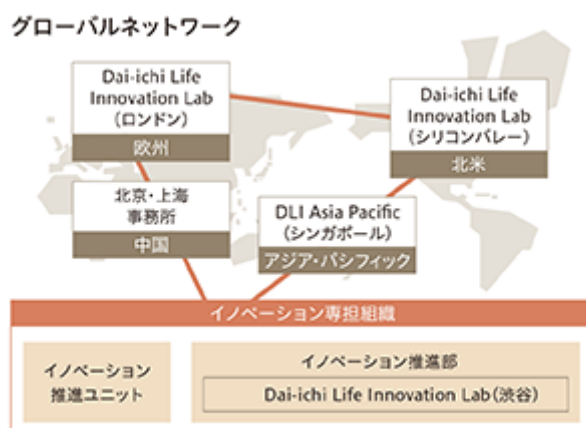 グローバルネットワーク
Dai-ichi Life
Innovation Lab
(ロンドン)
欧州
Dai-ichi Life
Innovation Lab
(シリコンバレー)
北米
北京・上海
事務所
中国
DLI Asia Pacific
(シンガポール)
アジア・パシフィック
イノベーション専担組織
イノベーション
推進ユニット
イノベーション推進部
Dai-ichi Life Innovation Lab(渋谷)